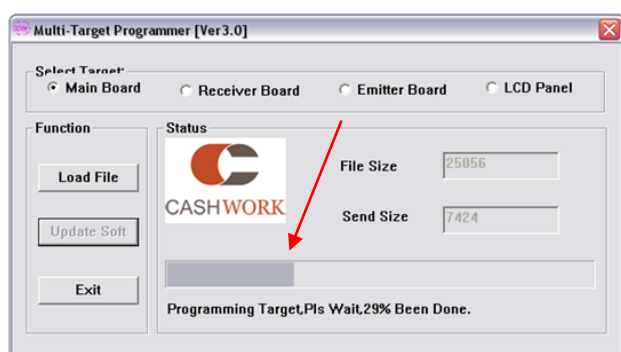 Multi-Target Programmer [Ver3.0]
Select Target:
Main Board
Receiver Board
Emitter Board
LCD Panel
Function
Load File
Update Soft
Exit
Status
CASHWORK
File Size
25056
Send Size
7424
Programming Target,Pls Wait,29% Been Done.